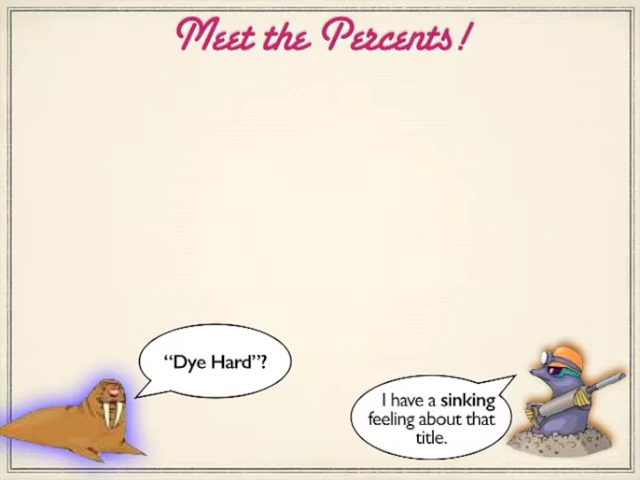 Meet the Percents!
“Dye Hard”?
I have a sinking
feeling about that
title.